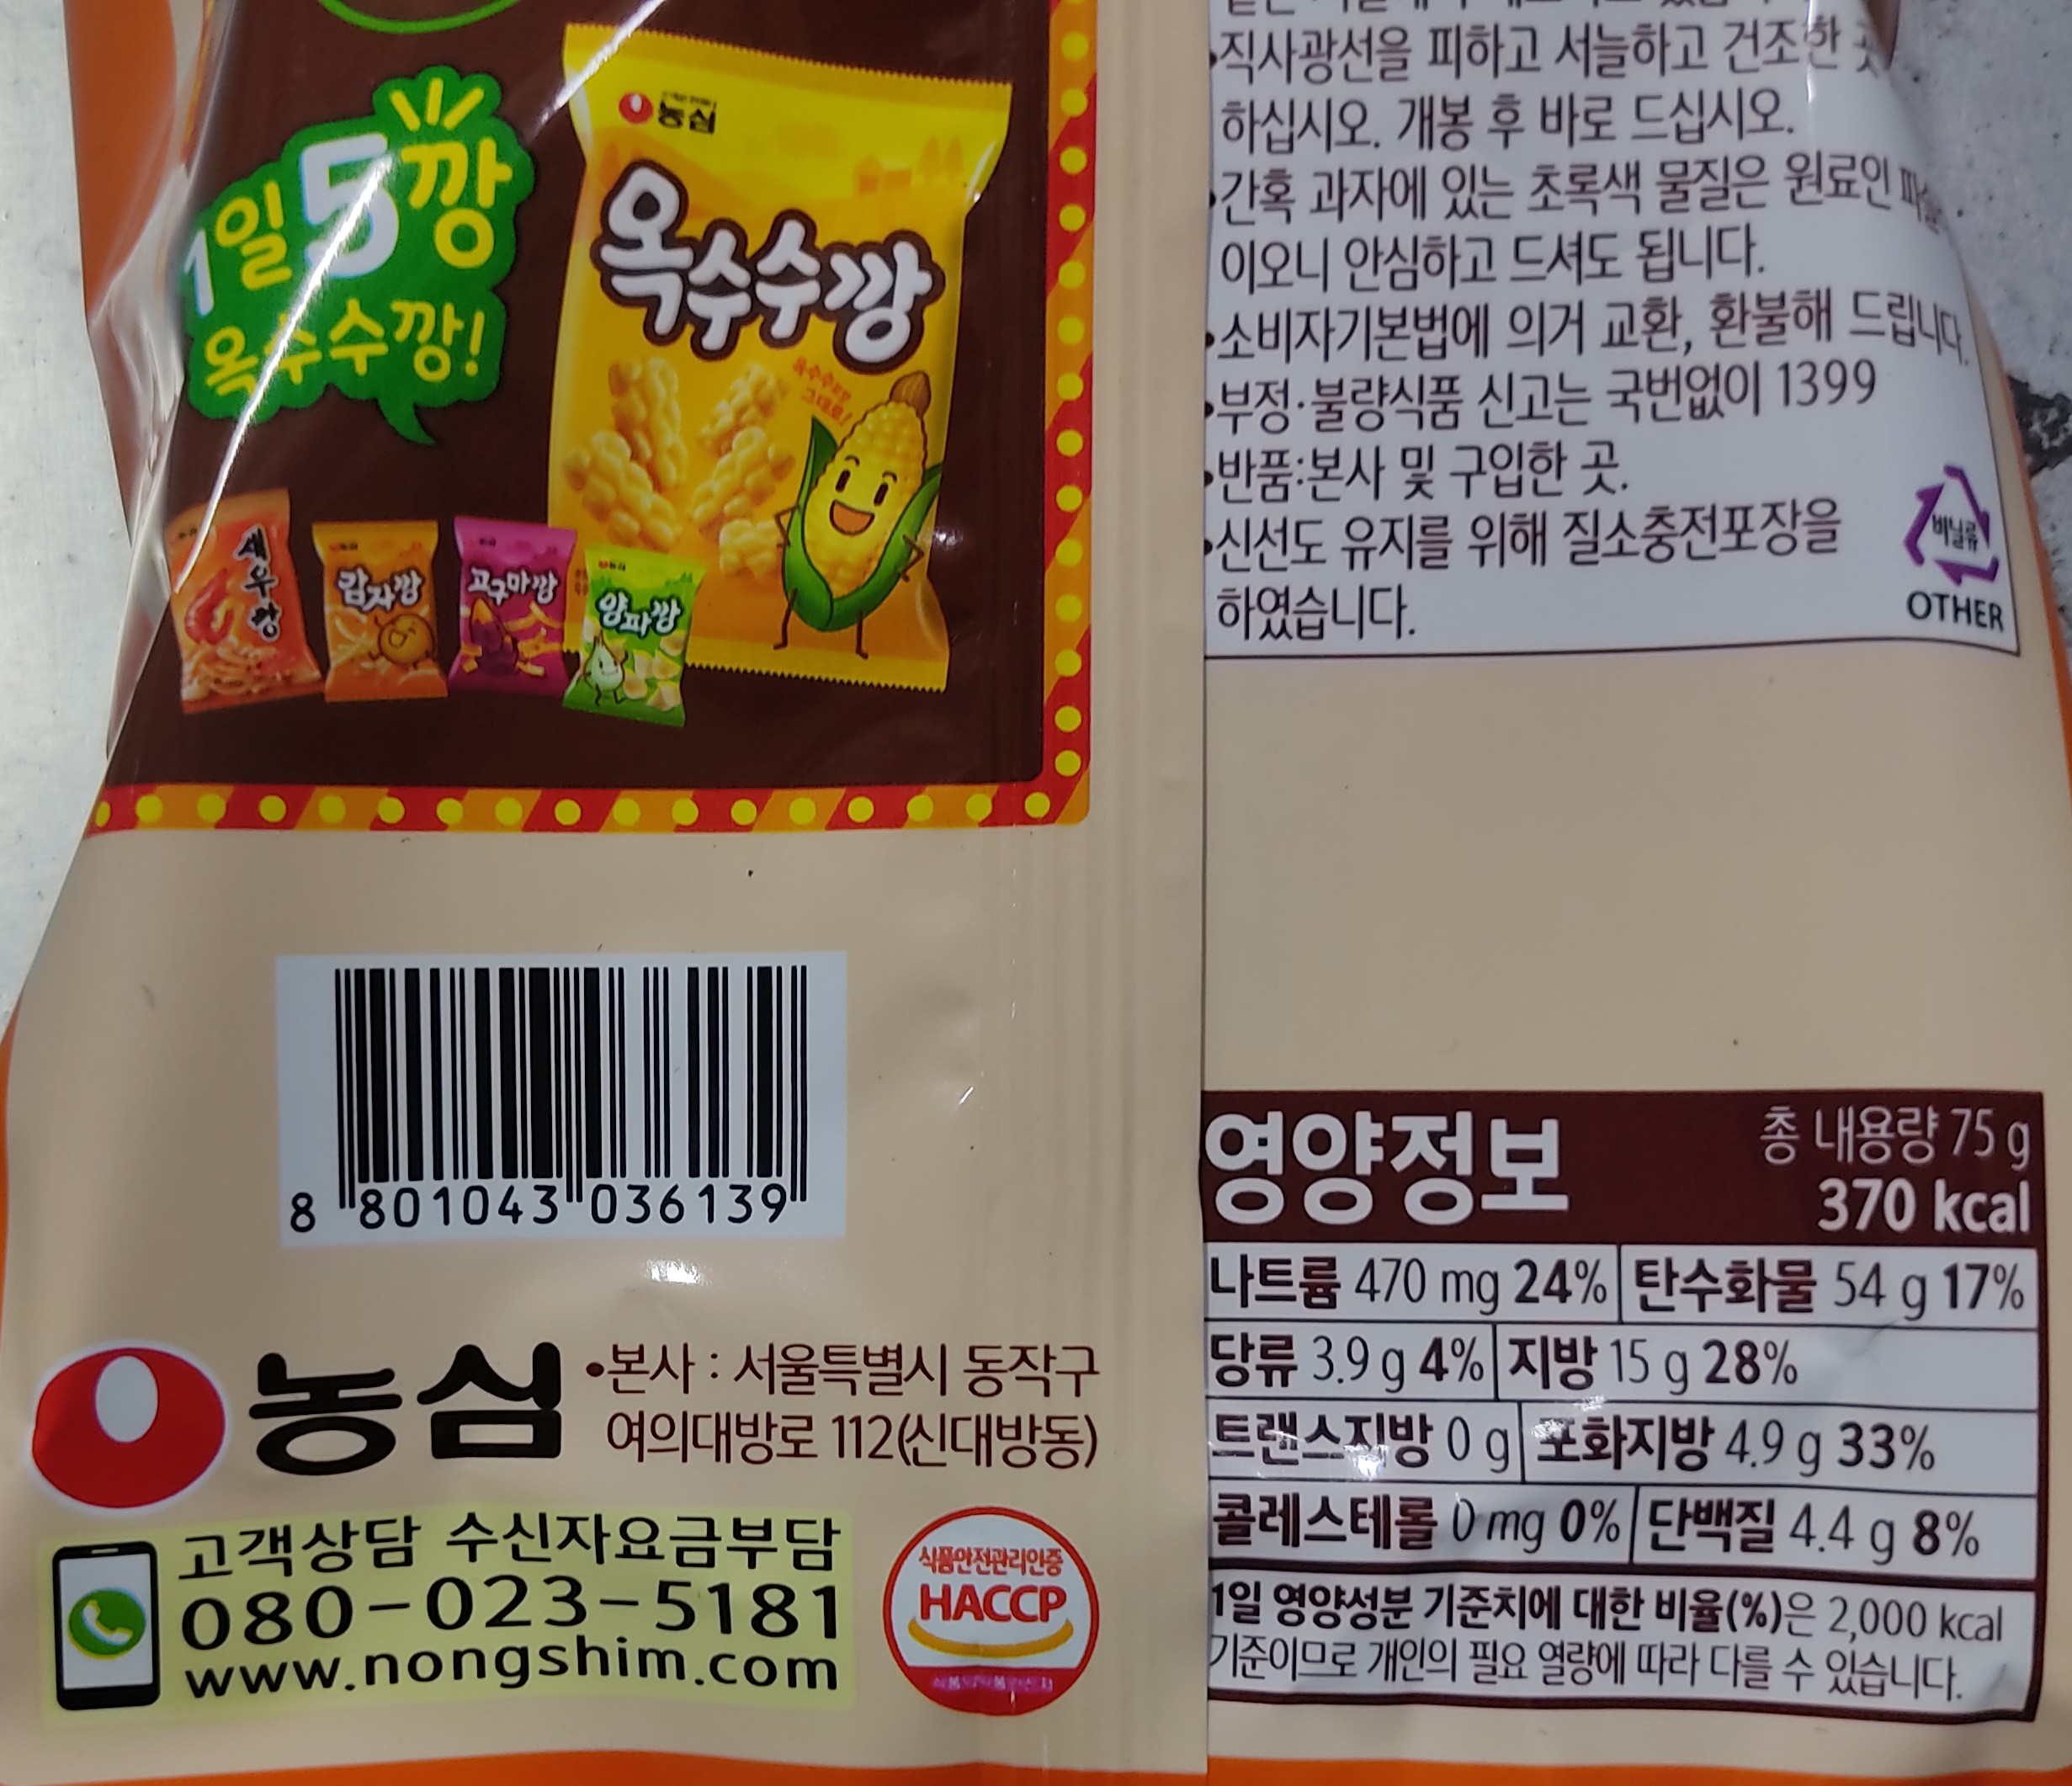 농심
옥수수깡
1일 5깡
옥수수깡!
그대로!
새우깡
감자깡
고구마깡
양파깡
직사광선을 피하고 서늘하고 건조한
하십시오. 개봉 후 바로 드십시오.
간혹 과자에 있는 초록색 물질은 원료인
이오니 안심하고 드셔도 됩니다.
•소비자기본법에 의거 교환, 환불해 드립니다.
•부정·불량식품 신고는 국번없이 1399
•반품:본사 및 구입한 곳.
•신선도 유지를 위해 질소충전포장을
하였습니다.
비닐류
OTHER
8 801043 036139
농심
•본사 : 서울특별시 동작구
여의대방로 112(신대방동)
고객상담 수신자요금부담
080-023-5181
www.nongshim.com
식품안전관리인증
HACCP
영양정보
총 내용량 75 g
370 kcal
나트륨 470 mg 24% 탄수화물 54 g 17%
당류 3.9 g 4% 지방 15 g 28%
트랜스지방 0 g 포화지방 4.9 g 33%
콜레스테롤 0 mg 0% 단백질 4.4 g 8%
1일 영양성분 기준치에 대한 비율(%)은 2,000 kcal
기준이므로 개인의 필요 열량에 따라 다를 수 있습니다.